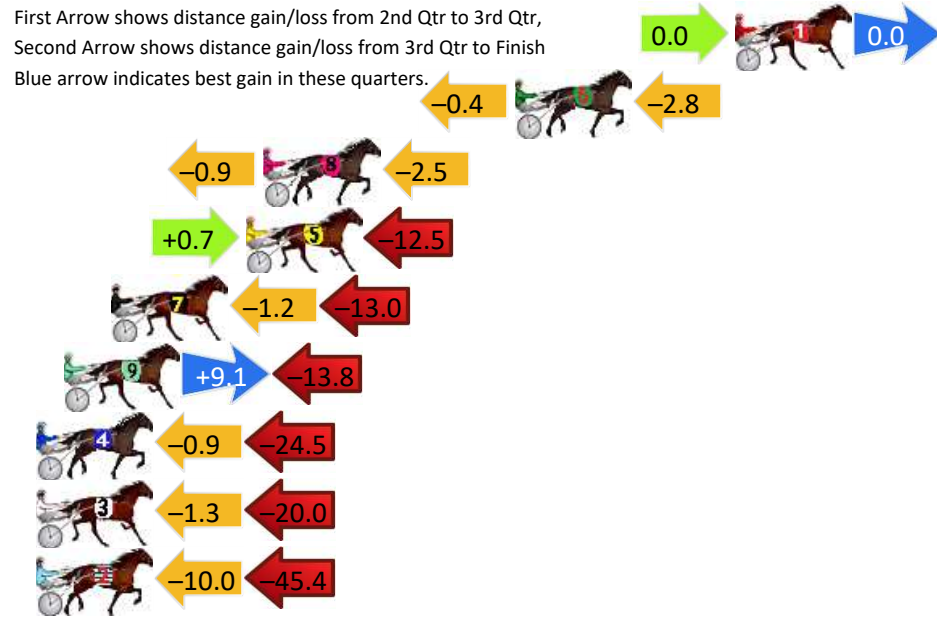 First Arrow shows distance gain/loss from 2nd Qtr to 3rd Qtr,
Second Arrow shows distance gain/loss from 3rd Qtr to Finish
Blue arrow indicates best gain in these quarters.
0.0 1 0.0
–0.4 6 –2.8
–0.9 8 –2.5
+0.7 5 –12.5
7 –1.2 –13.0
9 +9.1 –13.8
4 –0.9 –24.5
3 –1.3 –20.0
–10.0 –45.4